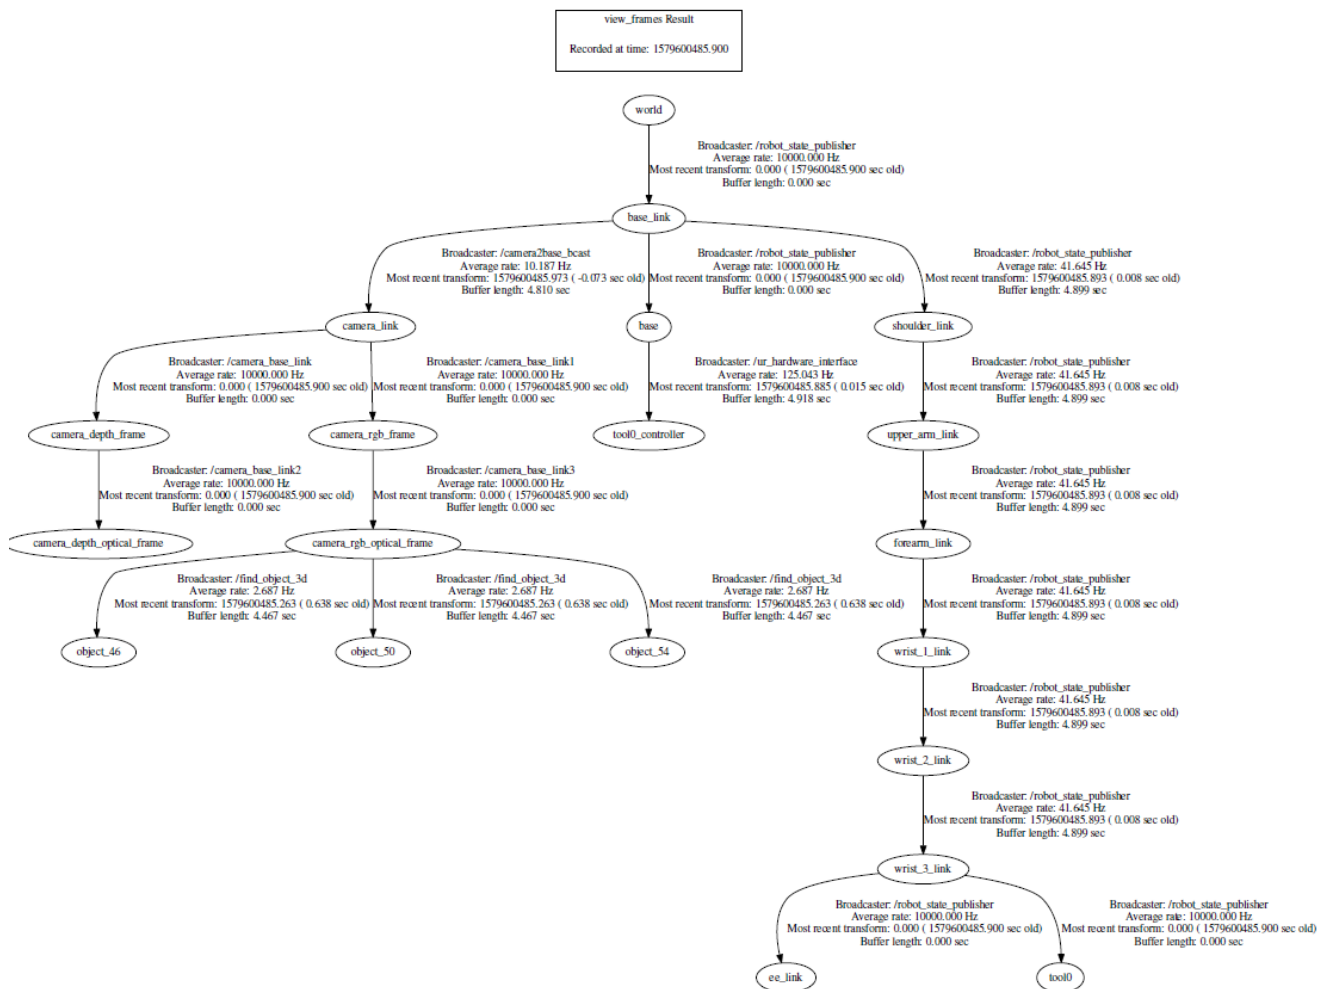 view_frames Result
Recorded at time: 1579600485.900
world
Broadcaster: /robot_state_publisher
Average rate: 10000.000 Hz
Most recent transform: 0.000 ( 1579600485.900 sec old)
Buffer length: 0.000 sec
base_link
Broadcaster: /camera2base_bcast
Average rate: 10.187 Hz
Most recent transform: 1579600485.973 ( -0.073 sec old)
Buffer length: 4.810 sec
Broadcaster: /robot_state_publisher
Average rate: 10000.000 Hz
Most recent transform: 0.000 ( 1579600485.900 sec old)
Buffer length: 0.000 sec
Broadcaster: /robot_state_publisher
Average rate: 41.645 Hz
Most recent transform: 1579600485.893 ( 0.008 sec old)
Buffer length: 4.899 sec
camera_link
base
shoulder_link
Broadcaster: /camera_base_link
Average rate: 10000.000 Hz
Most recent transform: 0.000 ( 1579600485.900 sec old)
Buffer length: 0.000 sec
Broadcaster: /camera_base_link1
Average rate: 10000.000 Hz
Most recent transform: 0.000 ( 1579600485.900 sec old)
Buffer length: 0.000 sec
Broadcaster: /ur_hardware_interface
Average rate: 125.043 Hz
Most recent transform: 1579600485.885 ( 0.015 sec old)
Buffer length: 4.918 sec
Broadcaster: /robot_state_publisher
Average rate: 41.645 Hz
Most recent transform: 1579600485.893 ( 0.008 sec old)
Buffer length: 4.899 sec
camera_depth_frame
camera_rgb_frame
tool0_controller
upper_arm_link
Broadcaster: /camera_base_link2
Average rate: 10000.000 Hz
Most recent transform: 0.000 ( 1579600485.900 sec old)
Buffer length: 0.000 sec
Broadcaster: /camera_base_link3
Average rate: 10000.000 Hz
Most recent transform: 0.000 ( 1579600485.900 sec old)
Buffer length: 0.000 sec
Broadcaster: /robot_state_publisher
Average rate: 41.645 Hz
Most recent transform: 1579600485.893 ( 0.008 sec old)
Buffer length: 4.899 sec
camera_depth_optical_frame
camera_rgb_optical_frame
forearm_link
Broadcaster: /find_object_3d
Average rate: 2.687 Hz
Most recent transform: 1579600485.263 ( 0.638 sec old)
Buffer length: 4.467 sec
Broadcaster: /find_object_3d
Average rate: 2.687 Hz
Most recent transform: 1579600485.263 ( 0.638 sec old)
Buffer length: 4.467 sec
Broadcaster: /find_object_3d
Average rate: 2.687 Hz
Most recent transform: 1579600485.263 ( 0.638 sec old)
Buffer length: 4.467 sec
Broadcaster: /robot_state_publisher
Average rate: 41.645 Hz
Most recent transform: 1579600485.893 ( 0.008 sec old)
Buffer length: 4.899 sec
object_46
object_50
object_54
wrist_1_link
Broadcaster: /robot_state_publisher
Average rate: 41.645 Hz
Most recent transform: 1579600485.893 ( 0.008 sec old)
Buffer length: 4.899 sec
wrist_2_link
Broadcaster: /robot_state_publisher
Average rate: 41.645 Hz
Most recent transform: 1579600485.893 ( 0.008 sec old)
Buffer length: 4.899 sec
wrist_3_link
Broadcaster: /robot_state_publisher
Average rate: 10000.000 Hz
Most recent transform: 0.000 ( 1579600485.900 sec old)
Buffer length: 0.000 sec
Broadcaster: /robot_state_publisher
Average rate: 10000.000 Hz
Most recent transform: 0.000 ( 1579600485.900 sec old)
Buffer length: 0.000 sec
ee_link
tool0